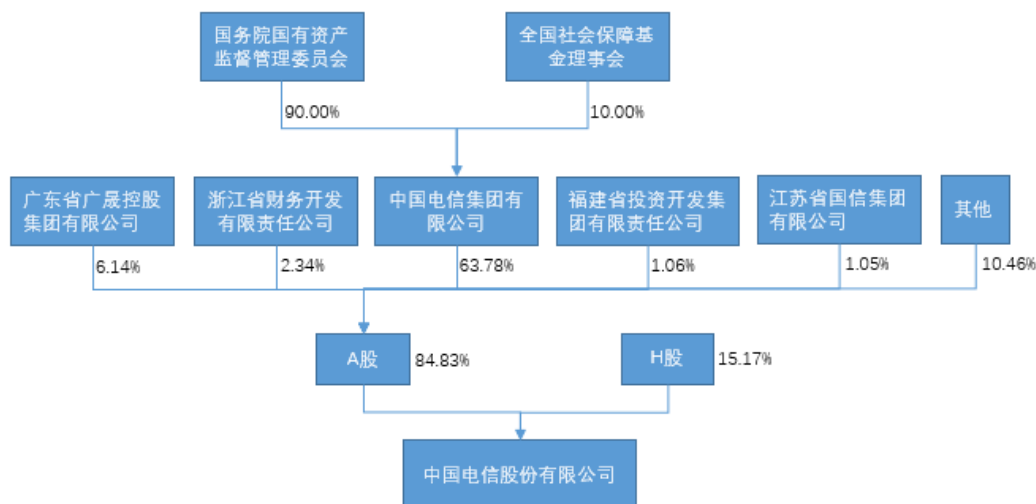 国务院国有资产
监督管理委员会
全国社会保障基
金理事会
90.00%
10.00%
广东省广晟控股
集团有限公司
浙江省财务开发
有限责任公司
中国电信集团有
限公司
福建省投资开发集
团有限责任公司
江苏省国信集团
有限公司
其他
6.14%
2.34%
63.78%
1.06%
1.05%
10.46%
A股
84.83%
H股
15.17%
中国电信股份有限公司